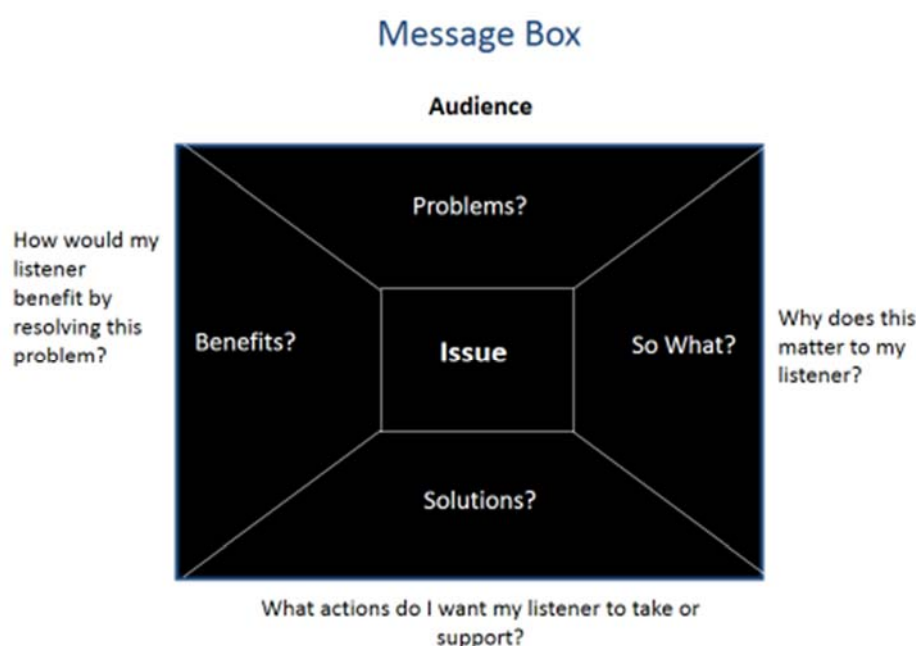 Message Box
Audience
Problems?
How would my
listener
benefit by
resolving this
problem?
Benefits?
Issue
So What?
Why does this
matter to my
listener?
Solutions?
What actions do I want my listener to take or
support?